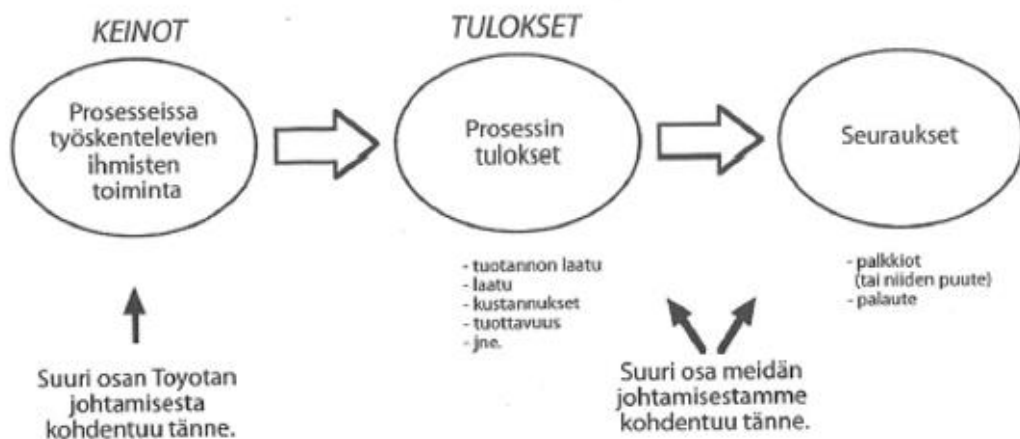 KEINOT
TULOKSET
Prosesseissa
työskentelevien
ihmisten
toiminta
Prosessin
tulokset
Seuraukset
- tuotannon laatu
- laatu
- kustannukset
- tuottavuus
- jne.
- palkkiot
(tai niiden puute)
- palaute
Suuri osan Toyotan
johtamisesta
kohdentuu tänne.
Suuri osa meidän
johtamisestamme
kohdentuu tänne.